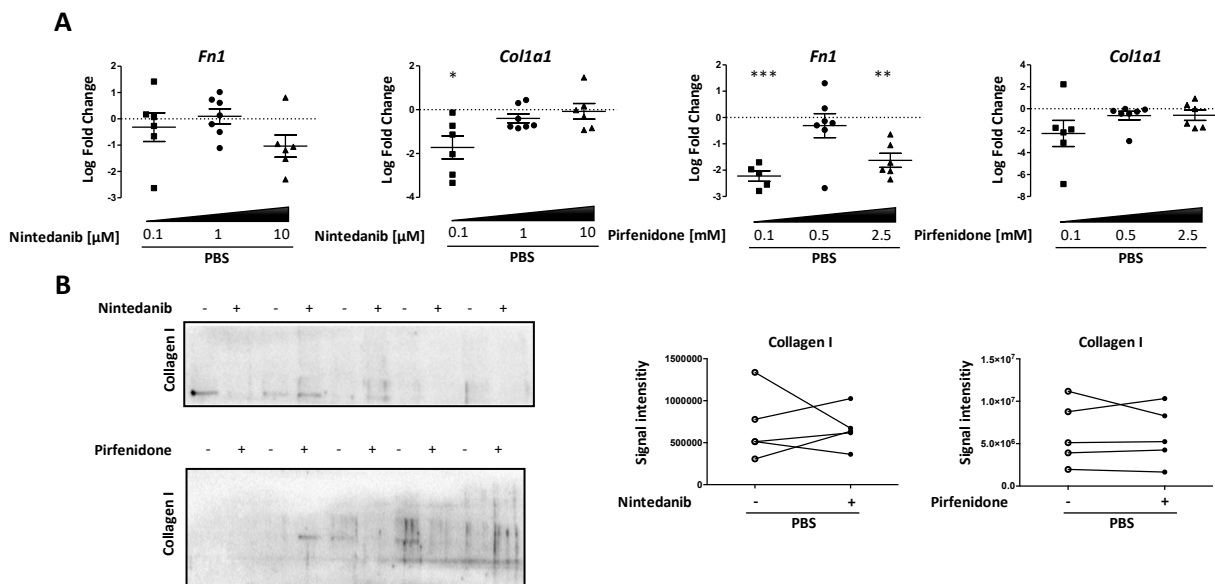 A
Fn1
Col1a1
Fn1
Col1a1
Log Fold Change
2
1
0
-1
-2
-3
Log Fold Change
2
0
-2
-4
*
Log Fold Change
2
1
0
-1
-2
-3
***
**
Log Fold Change
4
2
0
-2
-4
-6
-8
Nintedanib [µM] 0.1 1 10
PBS
Nintedanib [µM] 0.1 1 10
PBS
Pirfenidone [mM] 0.1 0.5 2.5
PBS
Pirfenidone [mM] 0.1 0.5 2.5
PBS
B
Nintedanib - + - + - + - + - +
Collagen I
Pirfenidone - + - + - + - + - +
Collagen I
Collagen I
Signal intensitiy
1500000
1000000
500000
0
Nintedanib - +
PBS
Collagen I
Signal intensitiy
1.5×10⁷
1.0×10⁷
5.0×10⁶
0.0
Pirfenidone - +
PBS